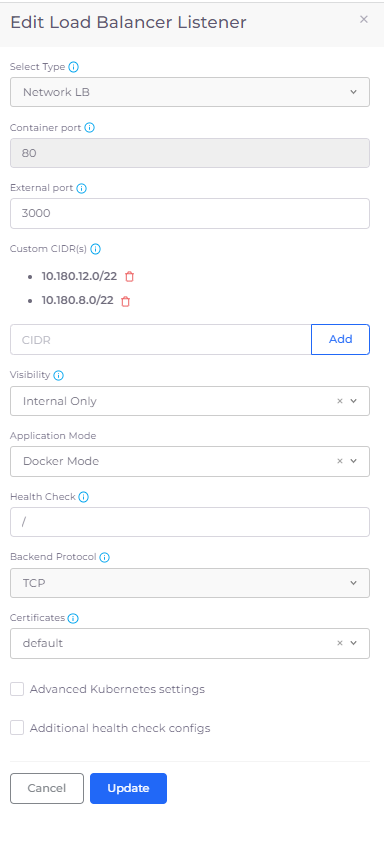 Edit Load Balancer Listener
Select Type
Network LB
Container port
80
External port
3000
Custom CIDR(s)
10.180.12.0/22
10.180.8.0/22
CIDR
Add
Visibility
Internal Only
Application Mode
Docker Mode
Health Check
/
Backend Protocol
TCP
Certificates
default
Advanced Kubernetes settings
Additional health check configs
Cancel
Update